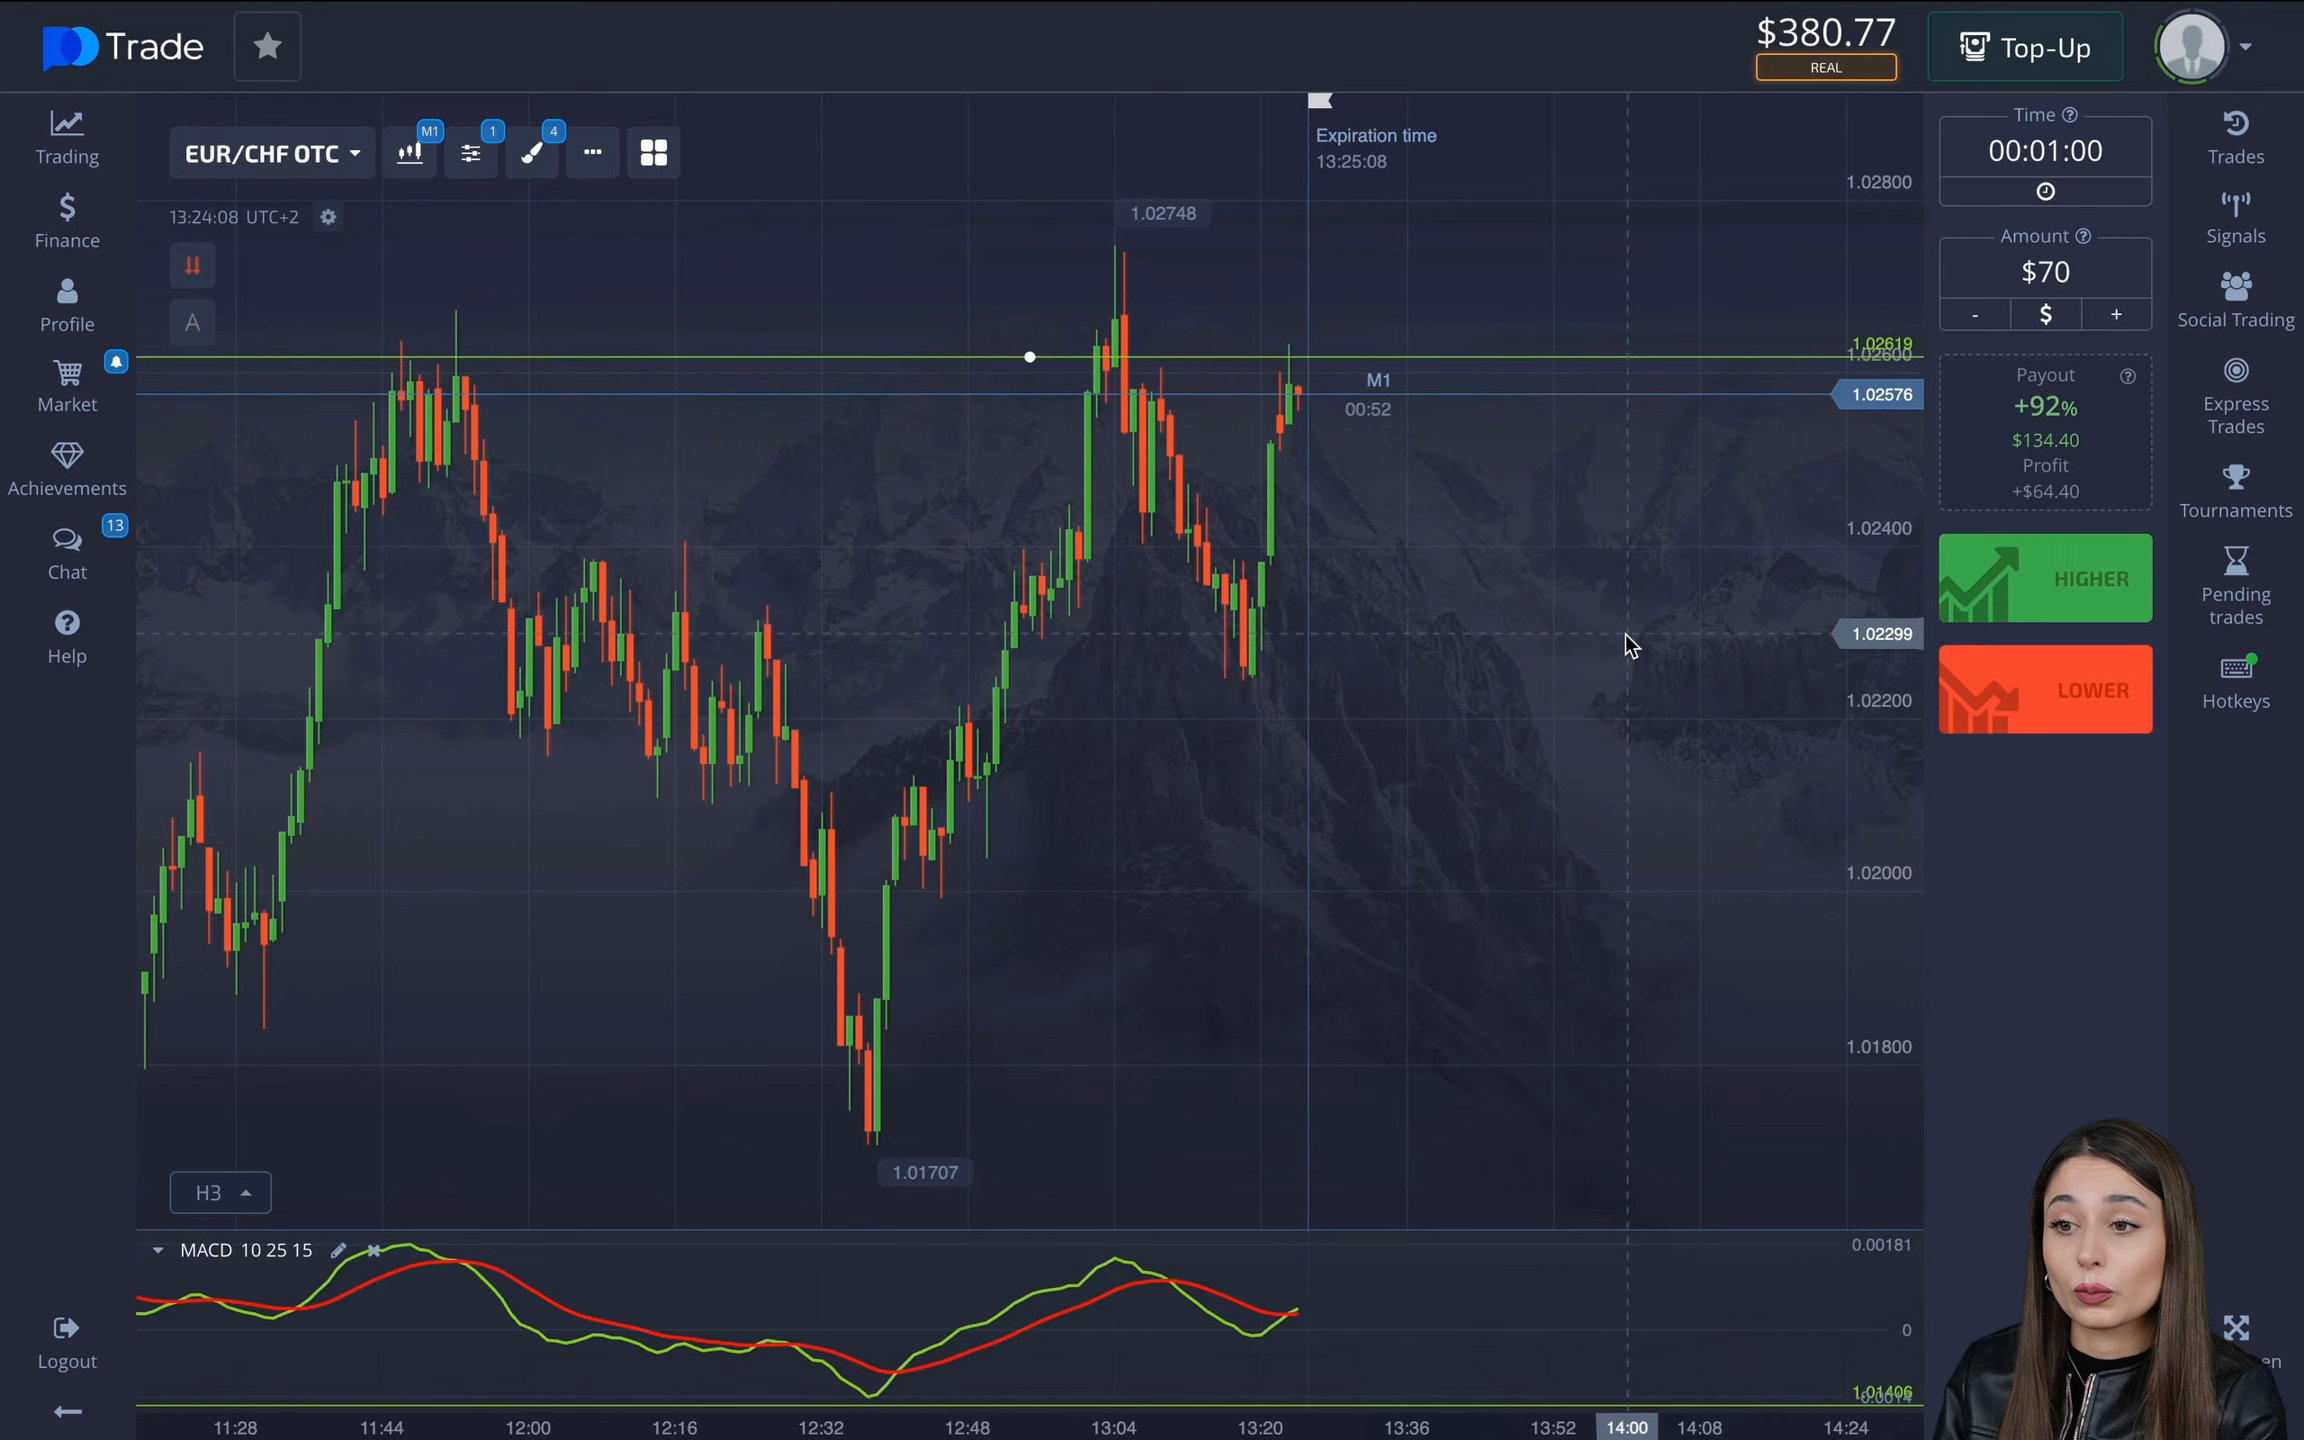 Trade
$380.77
REAL
Top-Up
Trading
Finance
Profile
Market
Achievements
13
Chat
Help
Logout
EUR/CHF OTC
M1
1
4
13:24:08 UTC+2
A
Expiration time
13:25:08
1.02748
M1
00:52
1.01707
H3
1.02800
1.02619
1.02600
1.02576
1.02400
1.02299
1.02200
1.02000
1.01800
MACD 10 25 15
0.00181
0
1.01406
11:28
11:44
12:00
12:16
12:32
12:48
13:04
13:20
13:36
13:52
14:00
14:08
14:24
Time
00:01:00
Amount
$70
-
$
+
Payout
+92%
$134.40
Profit
+$64.40
HIGHER
LOWER
Trades
Signals
Social Trading
Express
Trades
Tournaments
Pending
trades
Hotkeys